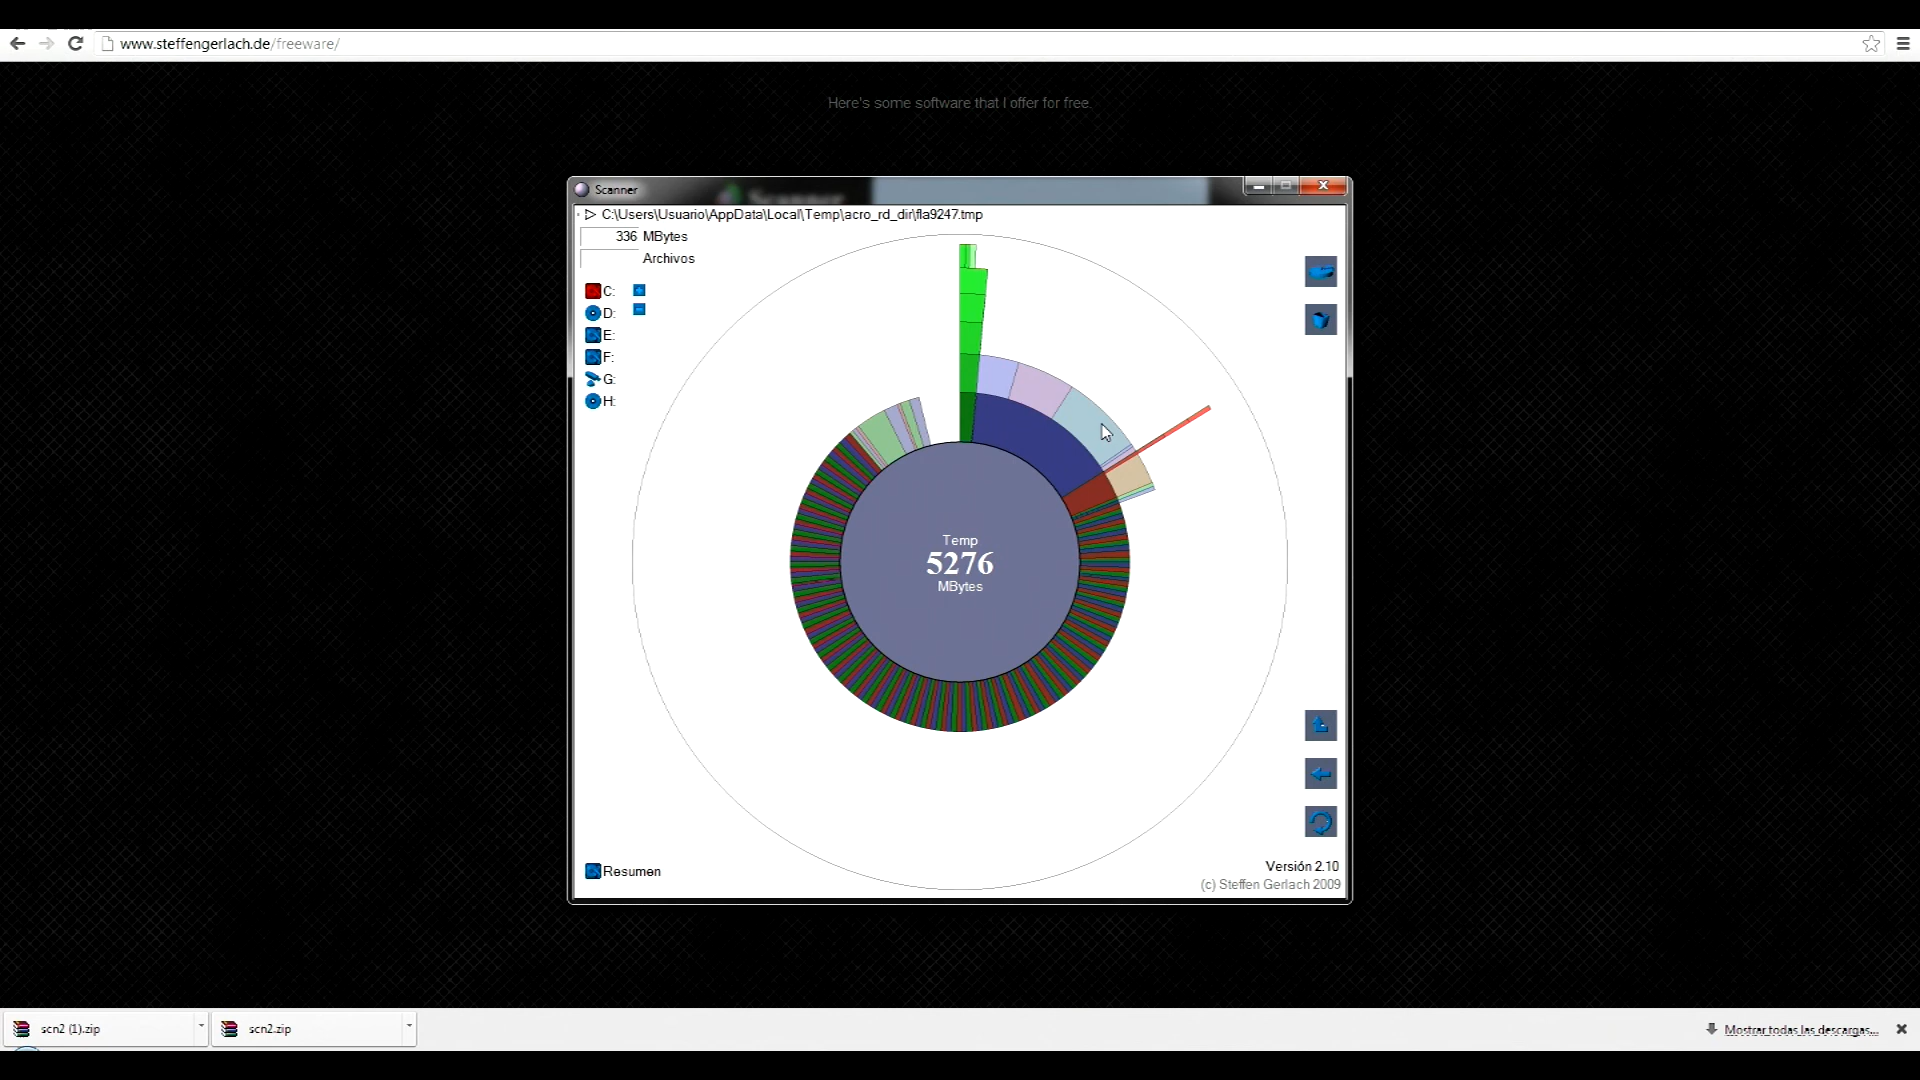 www.steffengerlach.de/freeware/
Here's some software that I offer for free.
Scanner
Scanner
C:\Users\Usuario\AppData\Local\Temp\acro_rd_dir\fla9247.tmp
336 MBytes
Archivos
C:
D:
E:
F:
G:
H:
Temp
5276
MBytes
Resumen
Versión 2.10
(c) Steffen Gerlach 2009
scn2 (1).zip
scn2.zip
Mostrar todas las descargas...